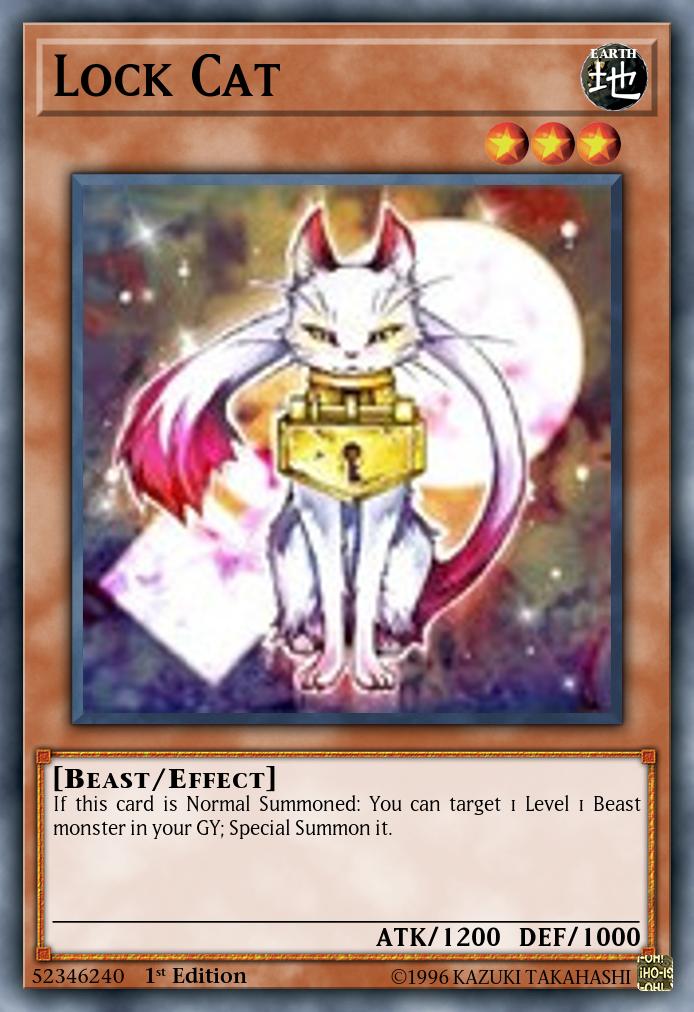 Lock Cat
EARTH
地
[Beast/Effect]
If this card is Normal Summoned: You can target 1 Level 1 Beast
monster in your GY; Special Summon it.
ATK/1200 DEF/1000
52346240 1st Edition ©1996 KAZUKI TAKAHASHI